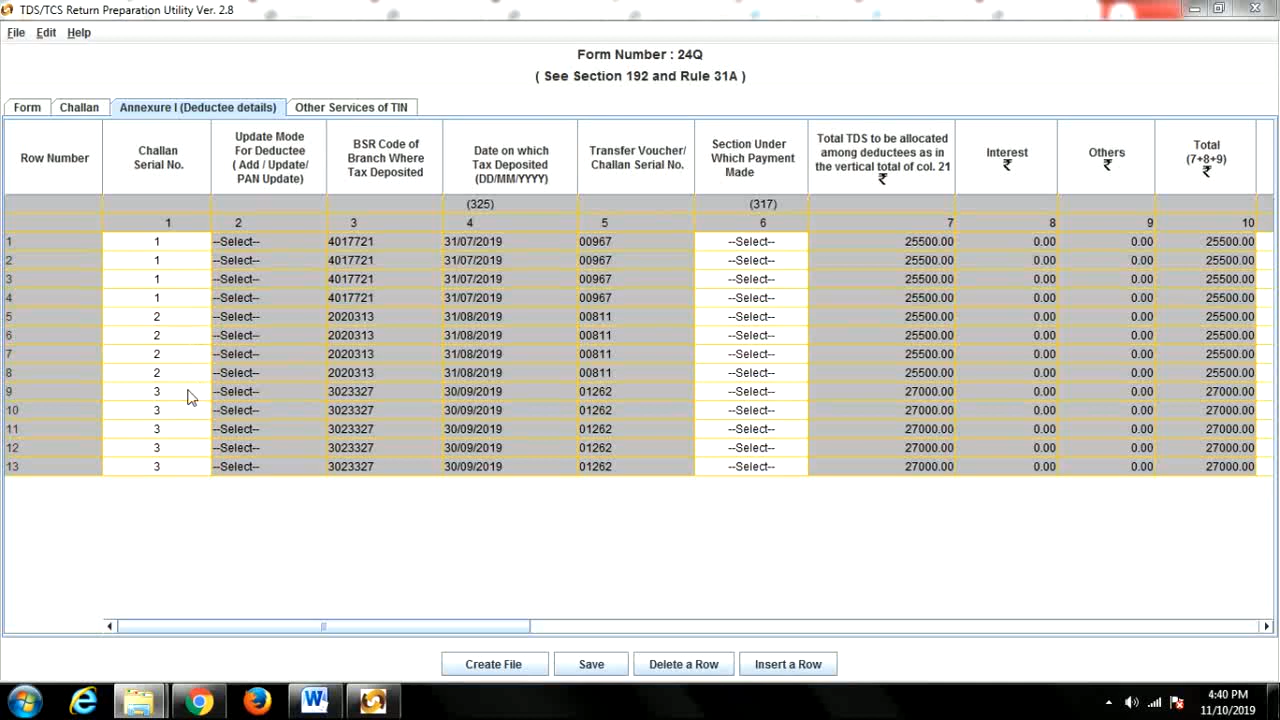 TDS/TCS Return Preparation Utility Ver. 2.8
File Edit Help
Form Number : 24Q
( See Section 192 and Rule 31A )
Form Challan Annexure I (Deductee details) Other Services of TIN
Row Number
Challan
Serial No.
Update Mode
For Deductee
( Add / Update/
PAN Update)
BSR Code of
Branch Where
Tax Deposited
Date on which
Tax Deposited
(DD/MM/YYYY)
Transfer Voucher/
Challan Serial No.
Section Under
Which Payment
Made
Total TDS to be allocated
among deductees as in
the vertical total of col. 21
₹
Interest
₹
Others
₹
Total
(7+8+9)
₹
(325) (317)
1 2 3 4 5 6 7 8 9 10
1 1 --Select-- 4017721 31/07/2019 00967 --Select-- 25500.00 0.00 0.00 25500.00
2 1 --Select-- 4017721 31/07/2019 00967 --Select-- 25500.00 0.00 0.00 25500.00
3 1 --Select-- 4017721 31/07/2019 00967 --Select-- 25500.00 0.00 0.00 25500.00
4 1 --Select-- 4017721 31/07/2019 00967 --Select-- 25500.00 0.00 0.00 25500.00
5 2 --Select-- 2020313 31/08/2019 00811 --Select-- 25500.00 0.00 0.00 25500.00
6 2 --Select-- 2020313 31/08/2019 00811 --Select-- 25500.00 0.00 0.00 25500.00
7 2 --Select-- 2020313 31/08/2019 00811 --Select-- 25500.00 0.00 0.00 25500.00
8 2 --Select-- 2020313 31/08/2019 00811 --Select-- 25500.00 0.00 0.00 25500.00
9 3 --Select-- 3023327 30/09/2019 01262 --Select-- 27000.00 0.00 0.00 27000.00
10 3 --Select-- 3023327 30/09/2019 01262 --Select-- 27000.00 0.00 0.00 27000.00
11 3 --Select-- 3023327 30/09/2019 01262 --Select-- 27000.00 0.00 0.00 27000.00
12 3 --Select-- 3023327 30/09/2019 01262 --Select-- 27000.00 0.00 0.00 27000.00
13 3 --Select-- 3023327 30/09/2019 01262 --Select-- 27000.00 0.00 0.00 27000.00
Create File Save Delete a Row Insert a Row
4:40 PM
11/10/2019